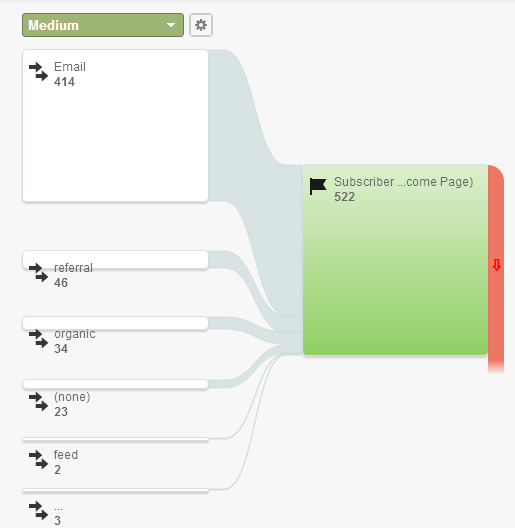 Medium
Email
414
Subscriber ...come Page)
522
referral
46
organic
34
(none)
23
feed
2
...
3